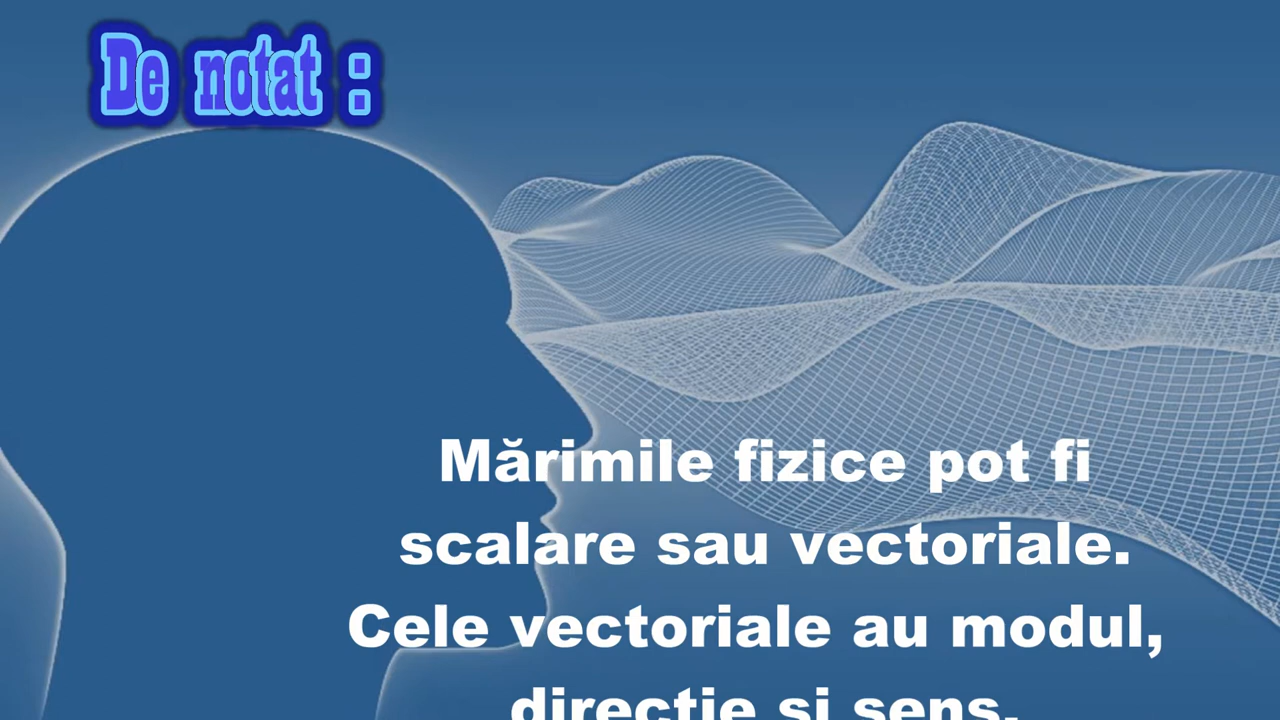 De notat :
Mărimile fizice pot fi
scalare sau vectoriale.
Cele vectoriale au modul,
direcție și sens.